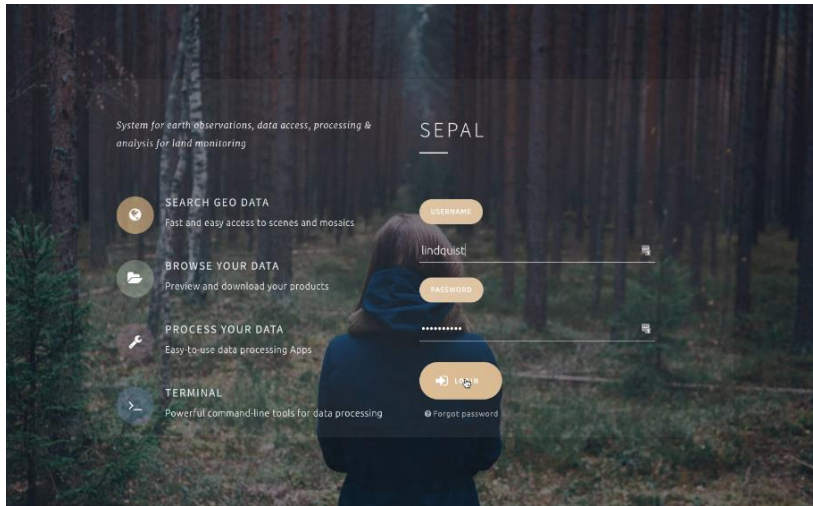 System for earth observations, data access, processing &
analysis for land monitoring
SEARCH GEO DATA
Fast and easy access to scenes and mosaics
BROWSE YOUR DATA
Preview and download your products
PROCESS YOUR DATA
Easy-to-use data processing Apps
TERMINAL
Powerful command-line tools for data processing
SEPAL
USERNAME
lindquist
PASSWORD
••••••••••
LOGIN
Forgot password